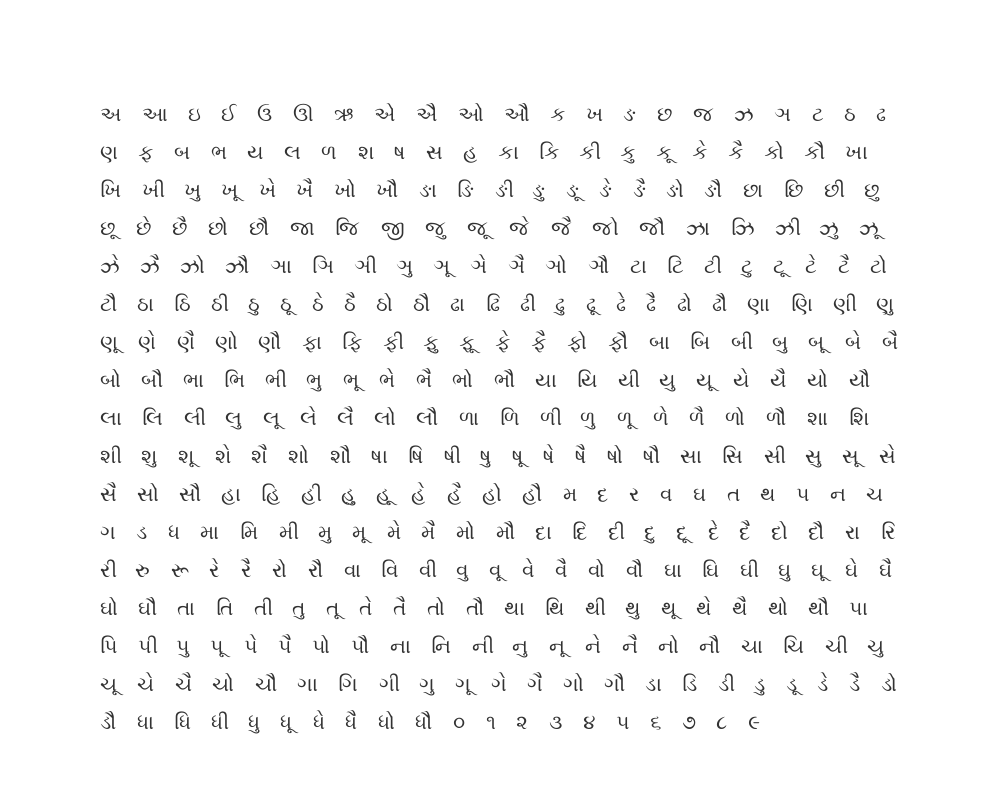 અ આ ઇ ઈ ઉ ઊ ઋ એ ઐ ઓ ઔ ક ખ ઙ છ જ ઝ ઞ ટ ઠ ઢ
ણ ફ બ ભ ય લ ળ શ ષ સ હ કા કિ કી કુ કૂ કે કૈ કો કૌ ખા
ખિ ખી ખુ ખૂ ખે ખૈ ખો ખૌ ઙા ઙિ ઙી ઙુ ઙૂ ઙે ઙૈ ઙો ઙૌ છા છિ છી છુ
છૂ છે છૈ છો છૌ જા જિ જી જુ જૂ જે જૈ જો જૌ ઝા ઝિ ઝી ઝુ ઝૂ
ઝે ઝૈ ઝો ઝૌ ઞા ઞિ ઞી ઞુ ઞૂ ઞે ઞૈ ઞો ઞૌ ટા ટિ ટી ટુ ટૂ ટે ટૈ ટો
ટૌ ઠા ઠિ ઠી ઠુ ઠૂ ઠે ઠૈ ઠો ઠૌ ઢા ઢિ ઢી ઢુ ઢૂ ઢે ઢૈ ઢો ઢૌ ણા ણિ ણી ણુ
ણૂ ણે ણૈ ણો ણૌ ફા ફિ ફી ફુ ફૂ ફે ફૈ ફો ફૌ બા બિ બી બુ બૂ બે બૈ
બો બૌ ભા ભિ ભી ભુ ભૂ ભે ભૈ ભો ભૌ યા યિ યી યુ યૂ યે યૈ યો યૌ
લા લિ લી લુ લૂ લે લૈ લો લૌ ળા ળિ ળી ળુ ળૂ ળે ળૈ ળો ળૌ શા શિ
શી શુ શૂ શે શૈ શો શૌ ષા ષિ ષી ષુ ષૂ ષે ષૈ ષો ષૌ સા સિ સી સુ સૂ સે
સૈ સો સૌ હા હિ હી હુ હૂ હે હૈ હો હૌ મ દ ર વ ઘ ત થ પ ન ચ
ગ ડ ધ મા મિ મી મુ મૂ મે મૈ મો મૌ દા દિ દી દુ દૂ દે દૈ દો દૌ રા રિ
રી રુ રૂ રે રૈ રો રૌ વા વિ વી વુ વૂ વે વૈ વો વૌ ઘા ઘિ ઘી ઘુ ઘૂ ઘે ઘૈ
ઘો ઘૌ તા તિ તી તુ તૂ તે તૈ તો તૌ થા થિ થી થુ થૂ થે થૈ થો થૌ પા
પિ પી પુ પૂ પે પૈ પો પૌ ના નિ ની નુ નૂ ને નૈ નો નૌ ચા ચિ ચી ચુ
ચૂ ચે ચૈ ચો ચૌ ગા ગિ ગી ગુ ગૂ ગે ગૈ ગો ગૌ ડા ડિ ડી ડુ ડૂ ડે ડૈ ડો
ડૌ ધા ધિ ધી ધુ ધૂ ધે ધૈ ધો ધૌ ૦ ૧ ૨ ૩ ૪ ૫ ૬ ૭ ૮ ૯